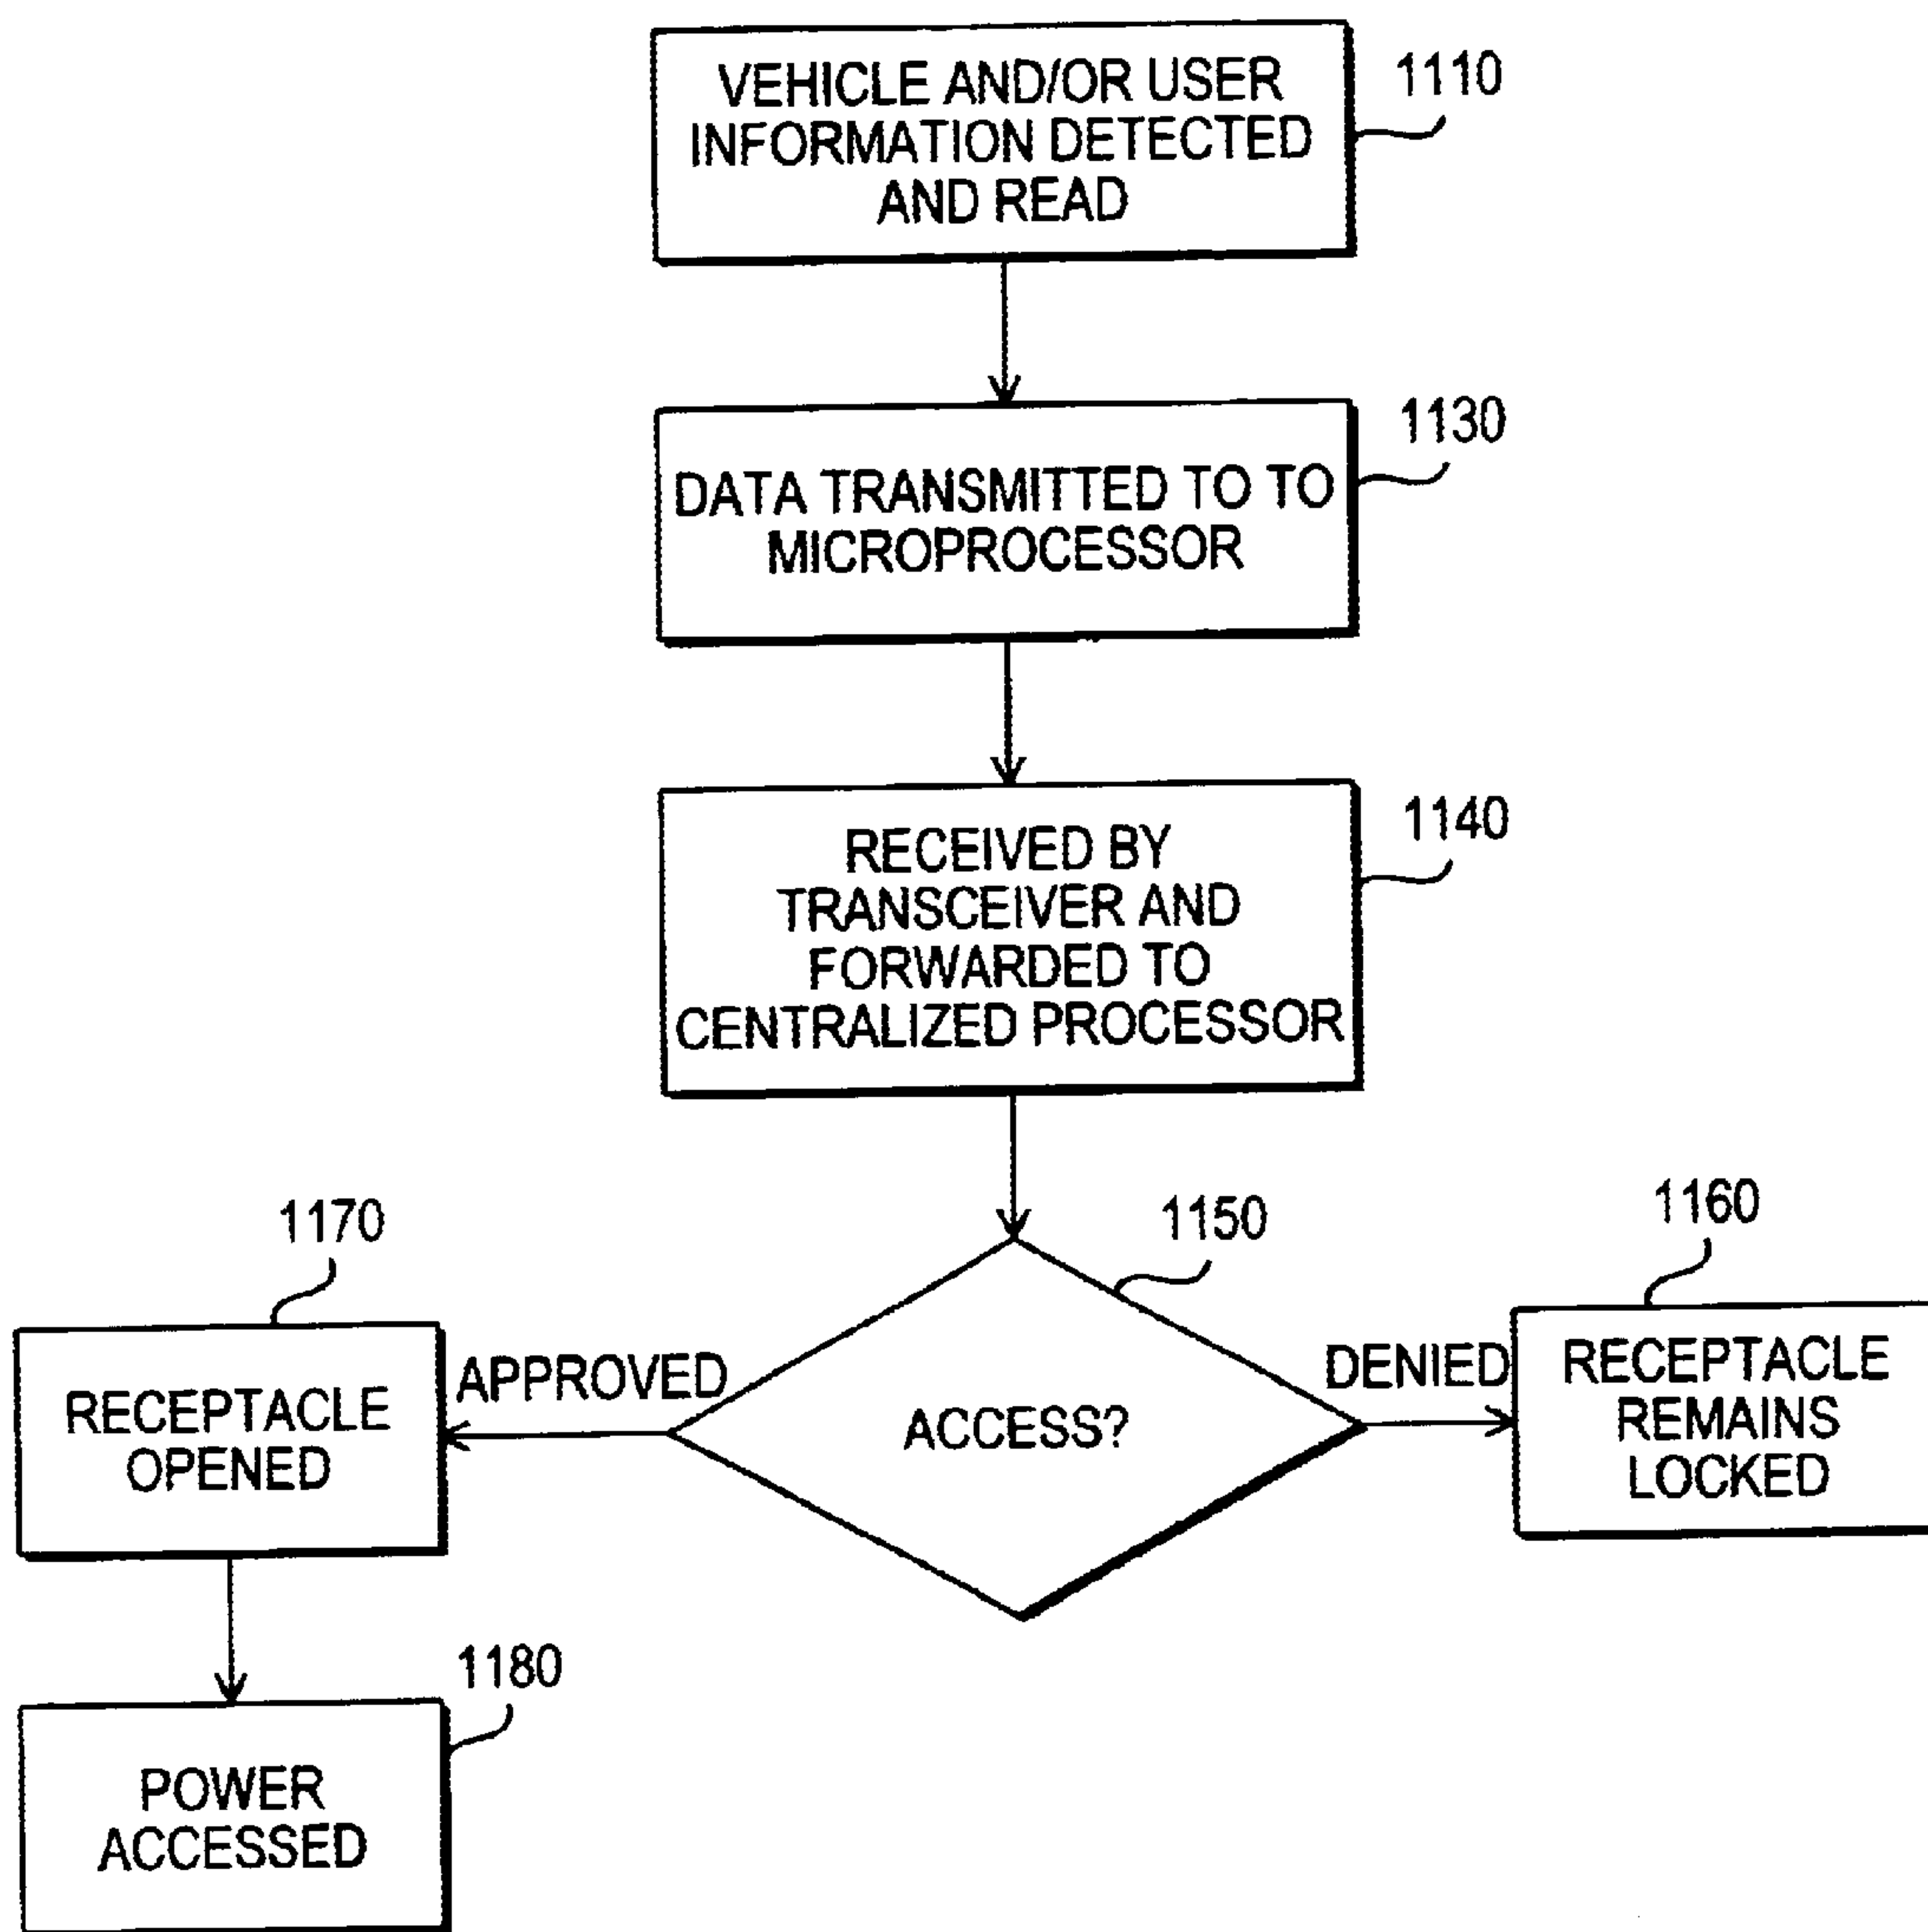 VEHICLE AND/OR USER
INFORMATION DETECTED
AND READ
1110
DATA TRANSMITTED TO TO
MICROPROCESSOR
1130
RECEIVED BY
TRANSCEIVER AND
FORWARDED TO
CENTRALIZED PROCESSOR
1140
ACCESS?
1150
APPROVED
DENIED
1170
RECEPTACLE
OPENED
1160
RECEPTACLE
REMAINS
LOCKED
1180
POWER
ACCESSED